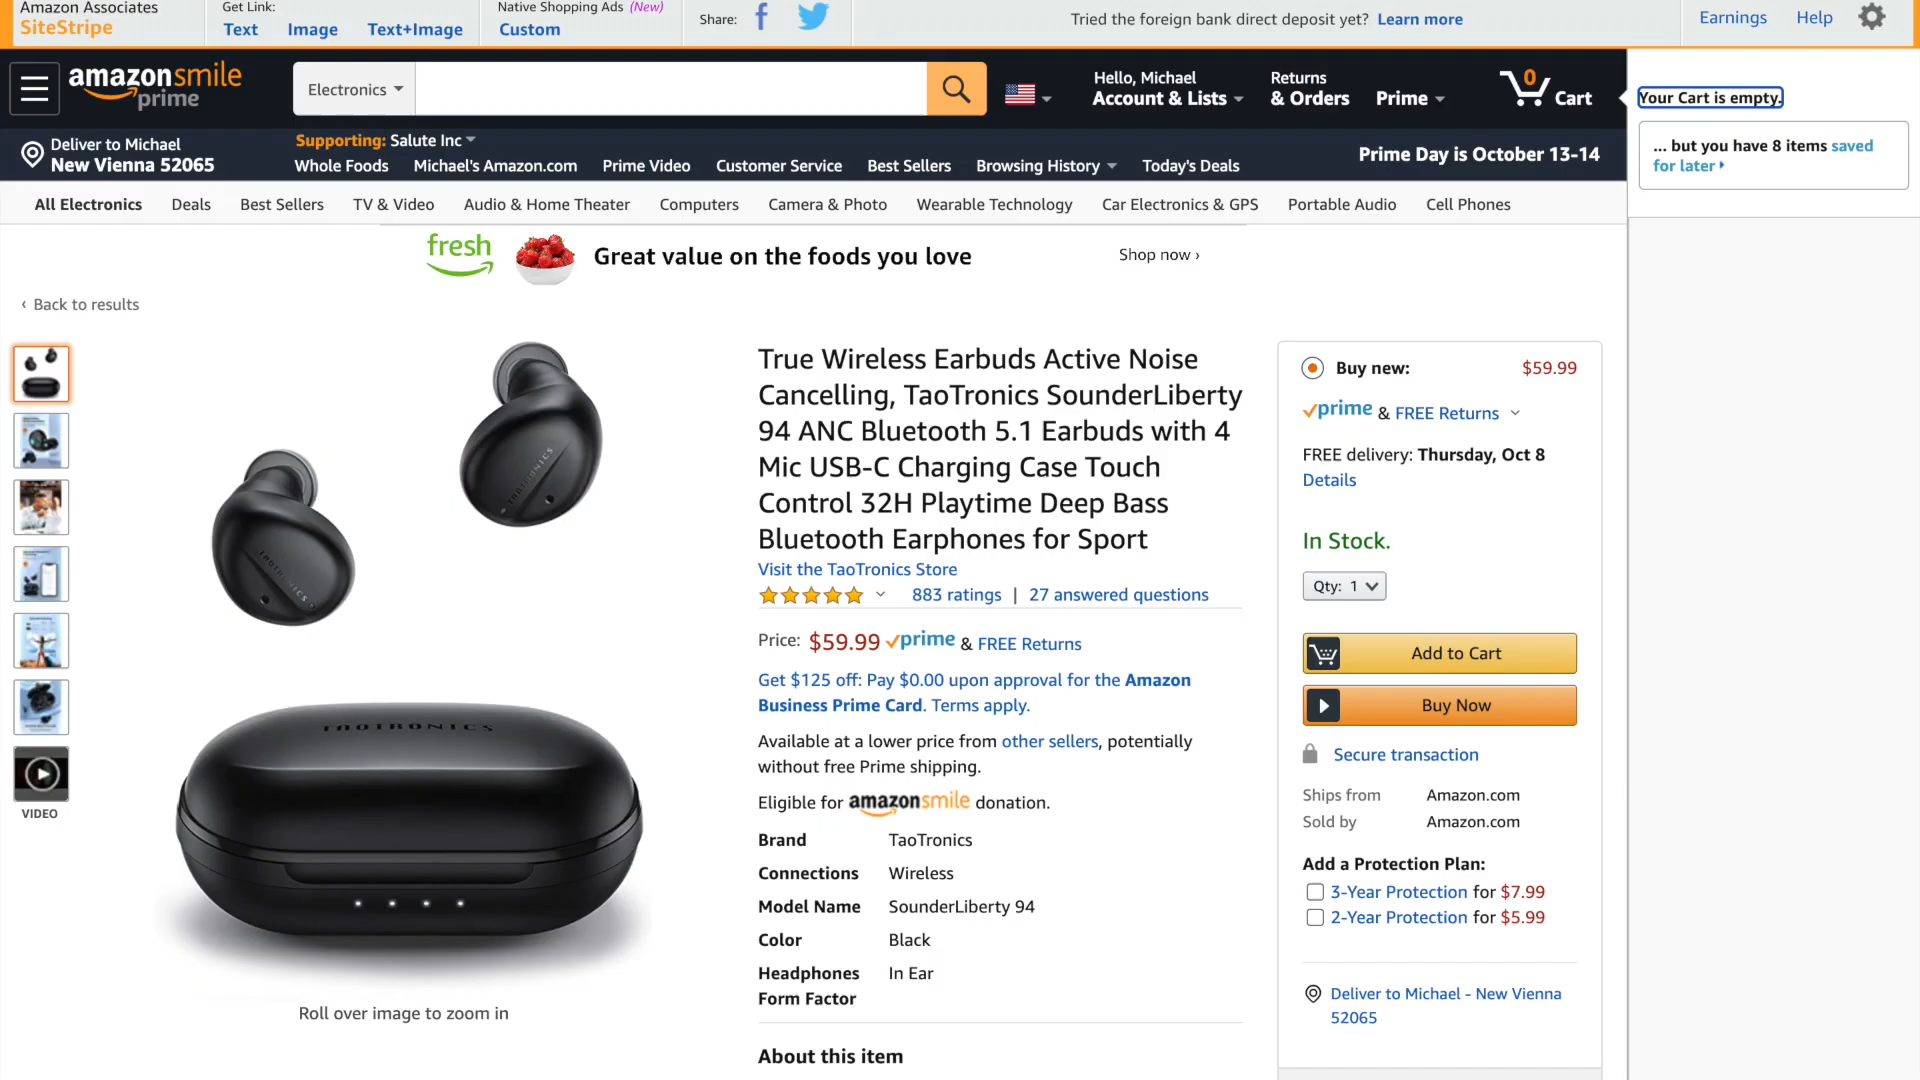 Amazon Associates
SiteStripe
Get Link:
Text Image Text+Image
Native Shopping Ads (New)
Custom
Share:
Tried the foreign bank direct deposit yet? Learn more
Earnings Help
amazonsmile
prime
Electronics
Hello, Michael
Account & Lists
Returns
& Orders
Prime
0
Cart
Your Cart is empty.
... but you have 8 items saved
for later
Deliver to Michael
New Vienna 52065
Supporting: Salute Inc
Whole Foods Michael's Amazon.com Prime Video Customer Service Best Sellers Browsing History Today's Deals
Prime Day is October 13-14
All Electronics Deals Best Sellers TV & Video Audio & Home Theater Computers Camera & Photo Wearable Technology Car Electronics & GPS Portable Audio Cell Phones
fresh
Great value on the foods you love
Shop now ›
‹ Back to results
TAOTRONICS
TAOTRONICS
TAOTRONICS
VIDEO
Roll over image to zoom in
True Wireless Earbuds Active Noise
Cancelling, TaoTronics SounderLiberty
94 ANC Bluetooth 5.1 Earbuds with 4
Mic USB-C Charging Case Touch
Control 32H Playtime Deep Bass
Bluetooth Earphones for Sport
Visit the TaoTronics Store
883 ratings | 27 answered questions
Price: $59.99 prime & FREE Returns
Get $125 off: Pay $0.00 upon approval for the Amazon
Business Prime Card. Terms apply.
Available at a lower price from other sellers, potentially
without free Prime shipping.
Eligible for amazonsmile donation.
Brand TaoTronics
Connections Wireless
Model Name SounderLiberty 94
Color Black
Headphones In Ear
Form Factor
About this item
Buy new: $59.99
prime & FREE Returns
FREE delivery: Thursday, Oct 8
Details
In Stock.
Qty: 1
Add to Cart
Buy Now
Secure transaction
Ships from Amazon.com
Sold by Amazon.com
Add a Protection Plan:
3-Year Protection for $7.99
2-Year Protection for $5.99
Deliver to Michael - New Vienna
52065